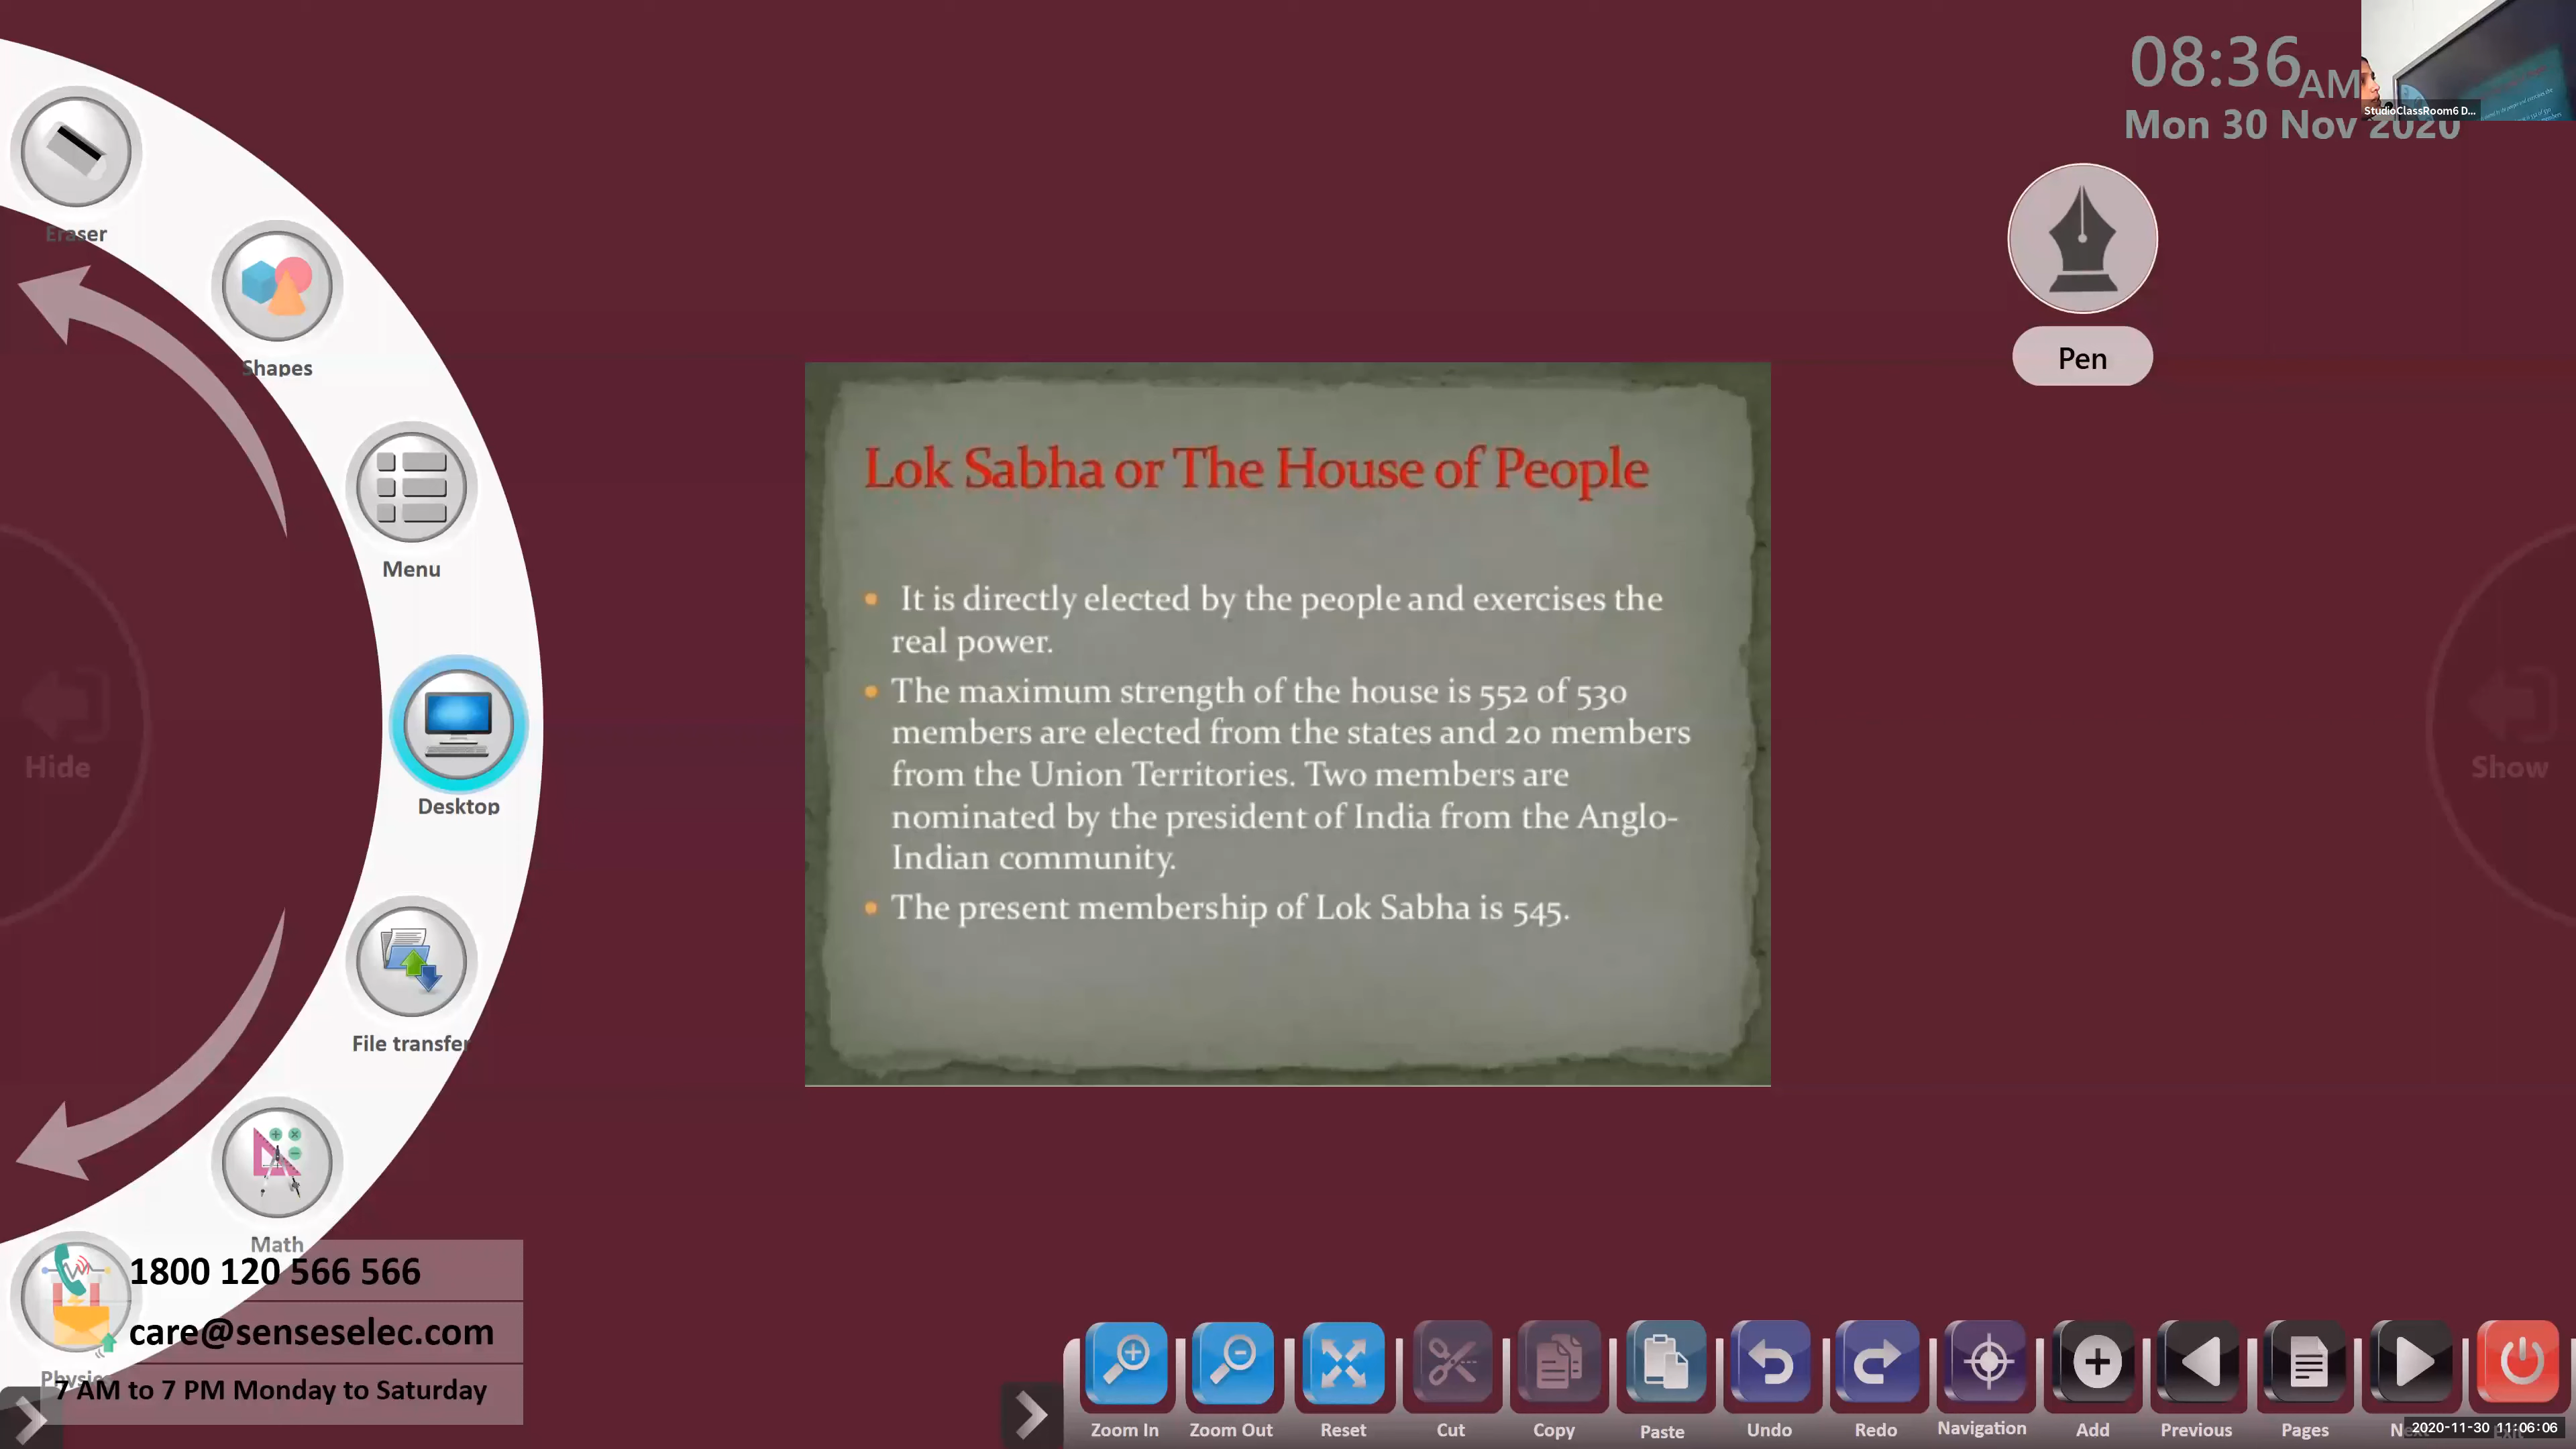 08:36 AM
Mon 30 Nov 2020
StudioClassRoom6 D...
Eraser
Shapes
Menu
Desktop
File transfer
Math
Hide
Pen
Show
Lok Sabha or The House of People
• It is directly elected by the people and exercises the
real power.
• The maximum strength of the house is 552 of 530
members are elected from the states and 20 members
from the Union Territories. Two members are
nominated by the president of India from the Anglo-
Indian community.
• The present membership of Lok Sabha is 545.
1800 120 566 566
care@senseselec.com
7 AM to 7 PM Monday to Saturday
Zoom In
Zoom Out
Reset
Cut
Copy
Paste
Undo
Redo
Navigation
Add
Previous
Pages
2020-11-30 11:06:06